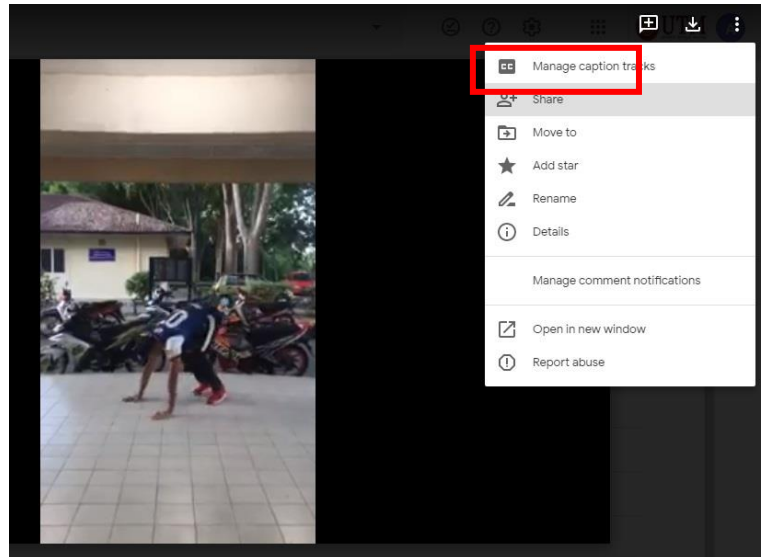 UTM
Manage caption tracks
Share
Move to
Add star
Rename
Details
Manage comment notifications
Open in new window
Report abuse